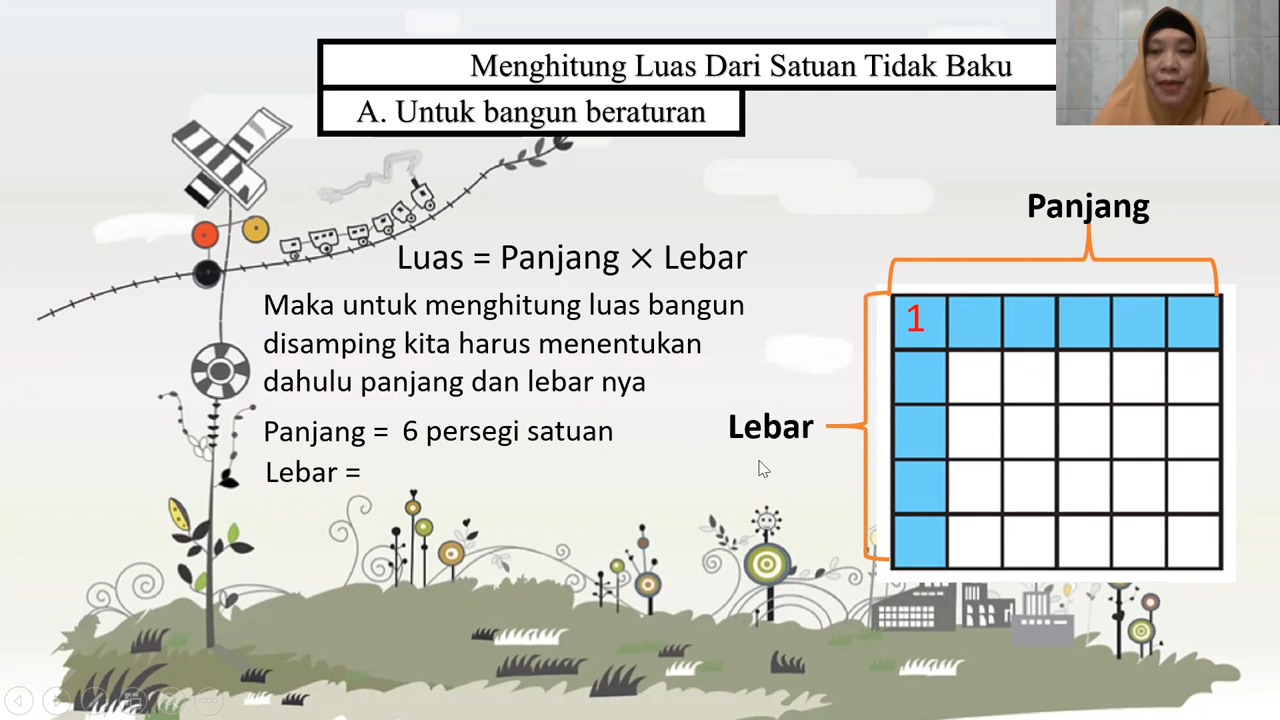 Menghitung Luas Dari Satuan Tidak Baku
A. Untuk bangun beraturan
Panjang
Luas = Panjang × Lebar
Maka untuk menghitung luas bangun
disamping kita harus menentukan
dahulu panjang dan lebar nya
Panjang = 6 persegi satuan
Lebar =
Lebar
1